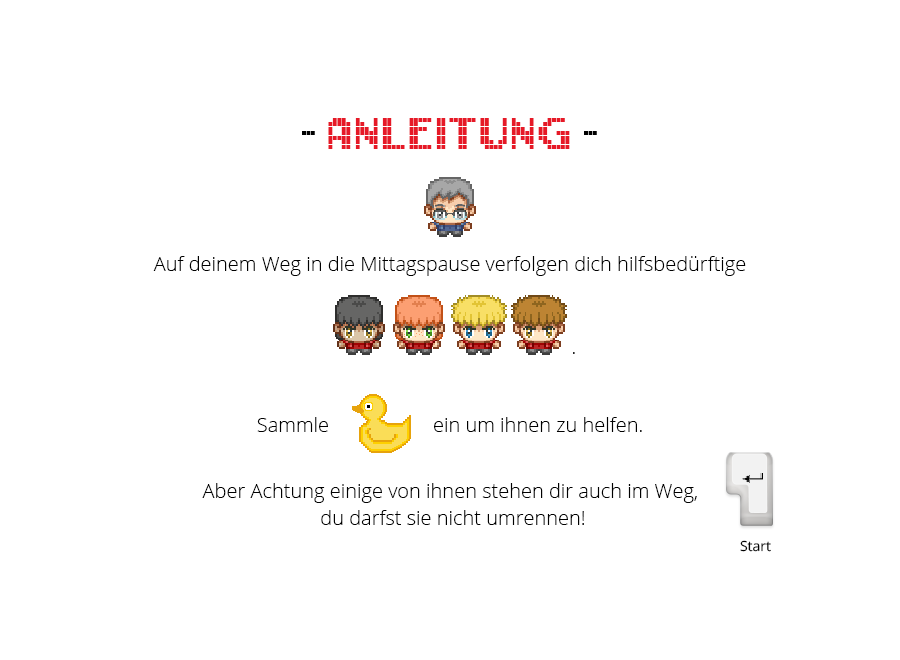 - ANLEITUNG -
Auf deinem Weg in die Mittagspause verfolgen dich hilfsbedürftige
.
Sammle ein um ihnen zu helfen.
Aber Achtung einige von ihnen stehen dir auch im Weg,
du darfst sie nicht umrennen!
Start